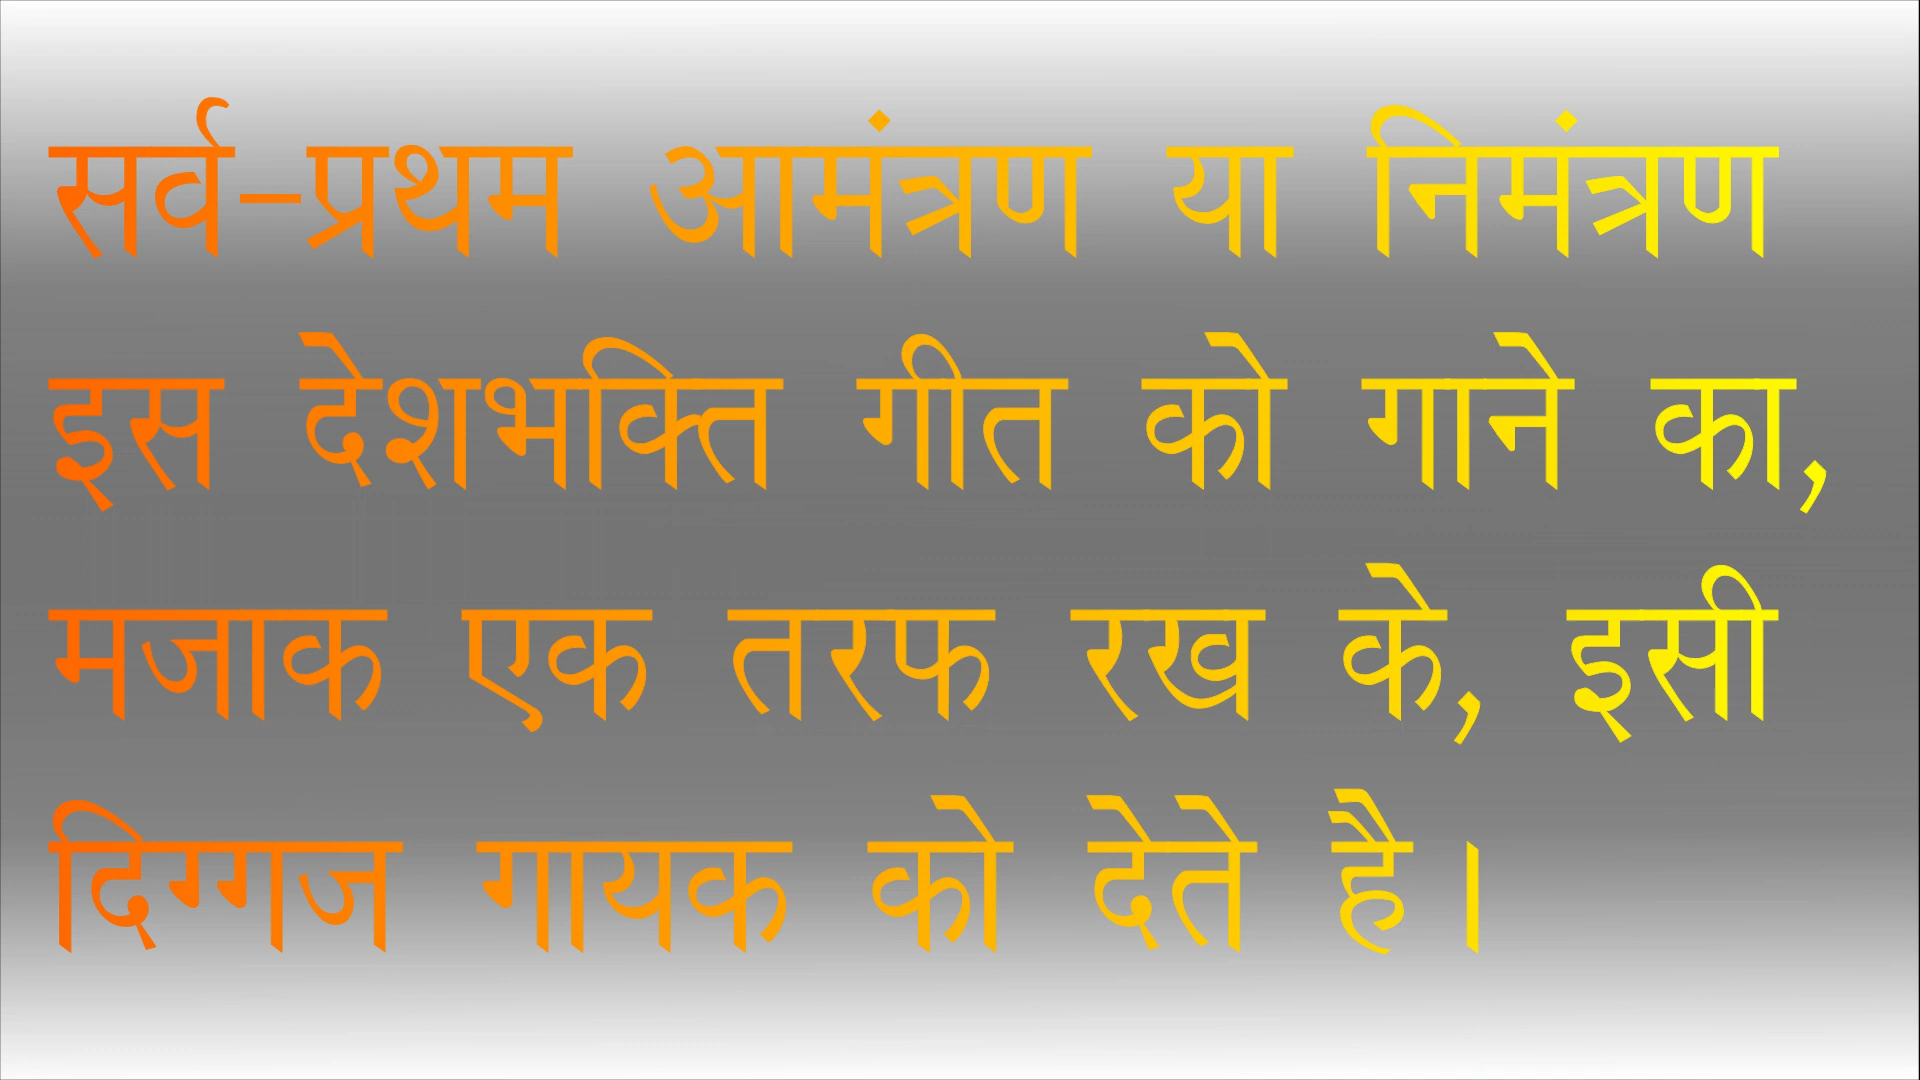 सर्व-प्रथम आमंत्रण या निमंत्रण
इस देशभक्ति गीत को गाने का,
मजाक एक तरफ रख के, इसी
दिग्गज गायक को देते है।